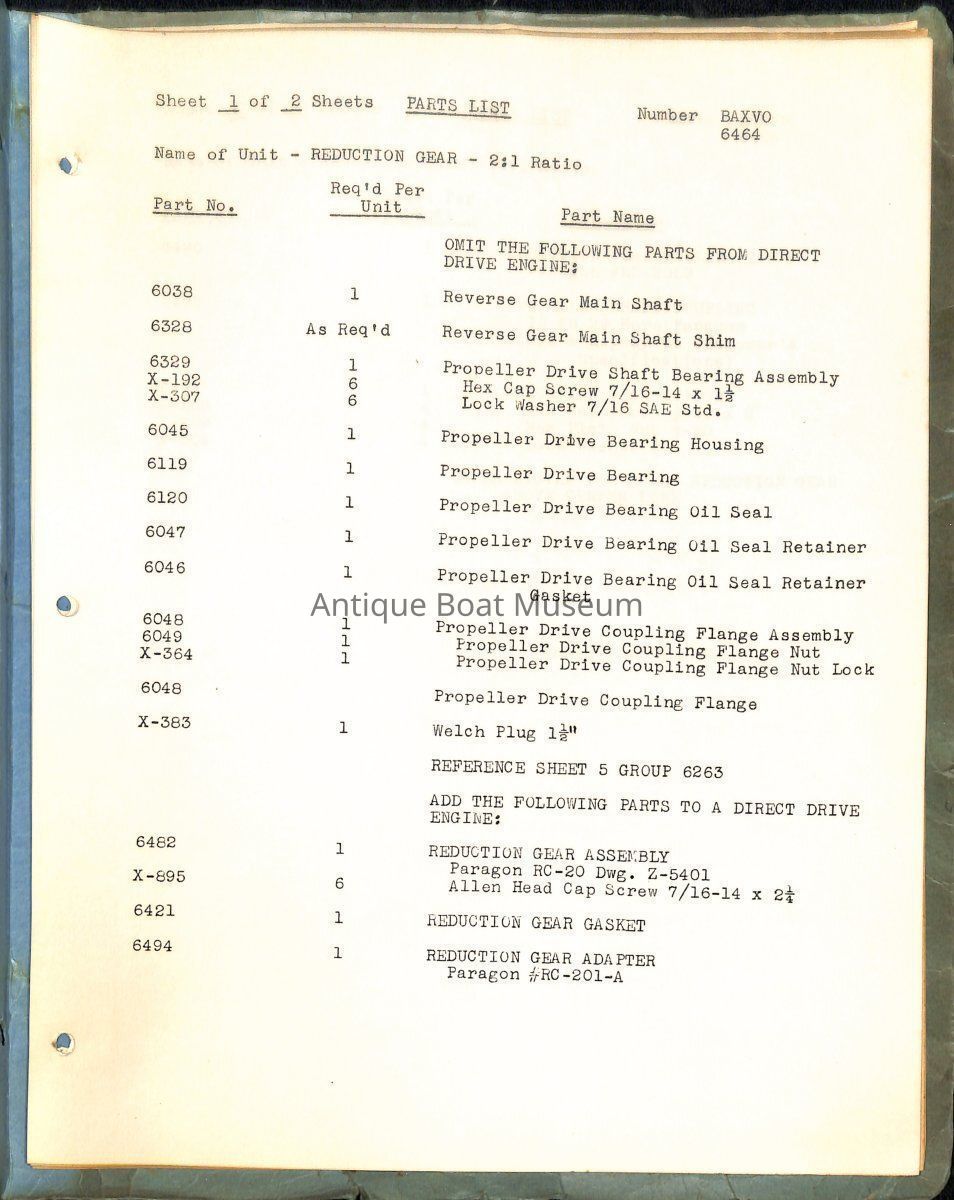 Sheet 1 of 2 Sheets PARTS LIST Number BAXVO
6464
Name of Unit - REDUCTION GEAR - 2:1 Ratio
Part No. Req'd Per Unit Part Name
OMIT THE FOLLOWING PARTS FROM DIRECT
DRIVE ENGINE:
6038 1 Reverse Gear Main Shaft
6328 As Req'd Reverse Gear Main Shaft Shim
6329 1 Propeller Drive Shaft Bearing Assembly
X-192 6 Hex Cap Screw 7/16-14 x 1½
X-307 6 Lock Washer 7/16 SAE Std.
6045 1 Propeller Drive Bearing Housing
6119 1 Propeller Drive Bearing
6120 1 Propeller Drive Bearing Oil Seal
6047 1 Propeller Drive Bearing Oil Seal Retainer
6046 1 Propeller Drive Bearing Oil Seal Retainer
Gasket
Antique Boat Museum
6048 1 Propeller Drive Coupling Flange Assembly
6049 1 Propeller Drive Coupling Flange Nut
X-364 1 Propeller Drive Coupling Flange Nut Lock
6048 Propeller Drive Coupling Flange
X-383 1 Welch Plug 1½"
REFERENCE SHEET 5 GROUP 6263
ADD THE FOLLOWING PARTS TO A DIRECT DRIVE
ENGINE:
6482 1 REDUCTION GEAR ASSEMBLY
Paragon RC-20 Dwg. Z-5401
X-895 6 Allen Head Cap Screw 7/16-14 x 2¼
6421 1 REDUCTION GEAR GASKET
6494 1 REDUCTION GEAR ADAPTER
Paragon #RC-201-A